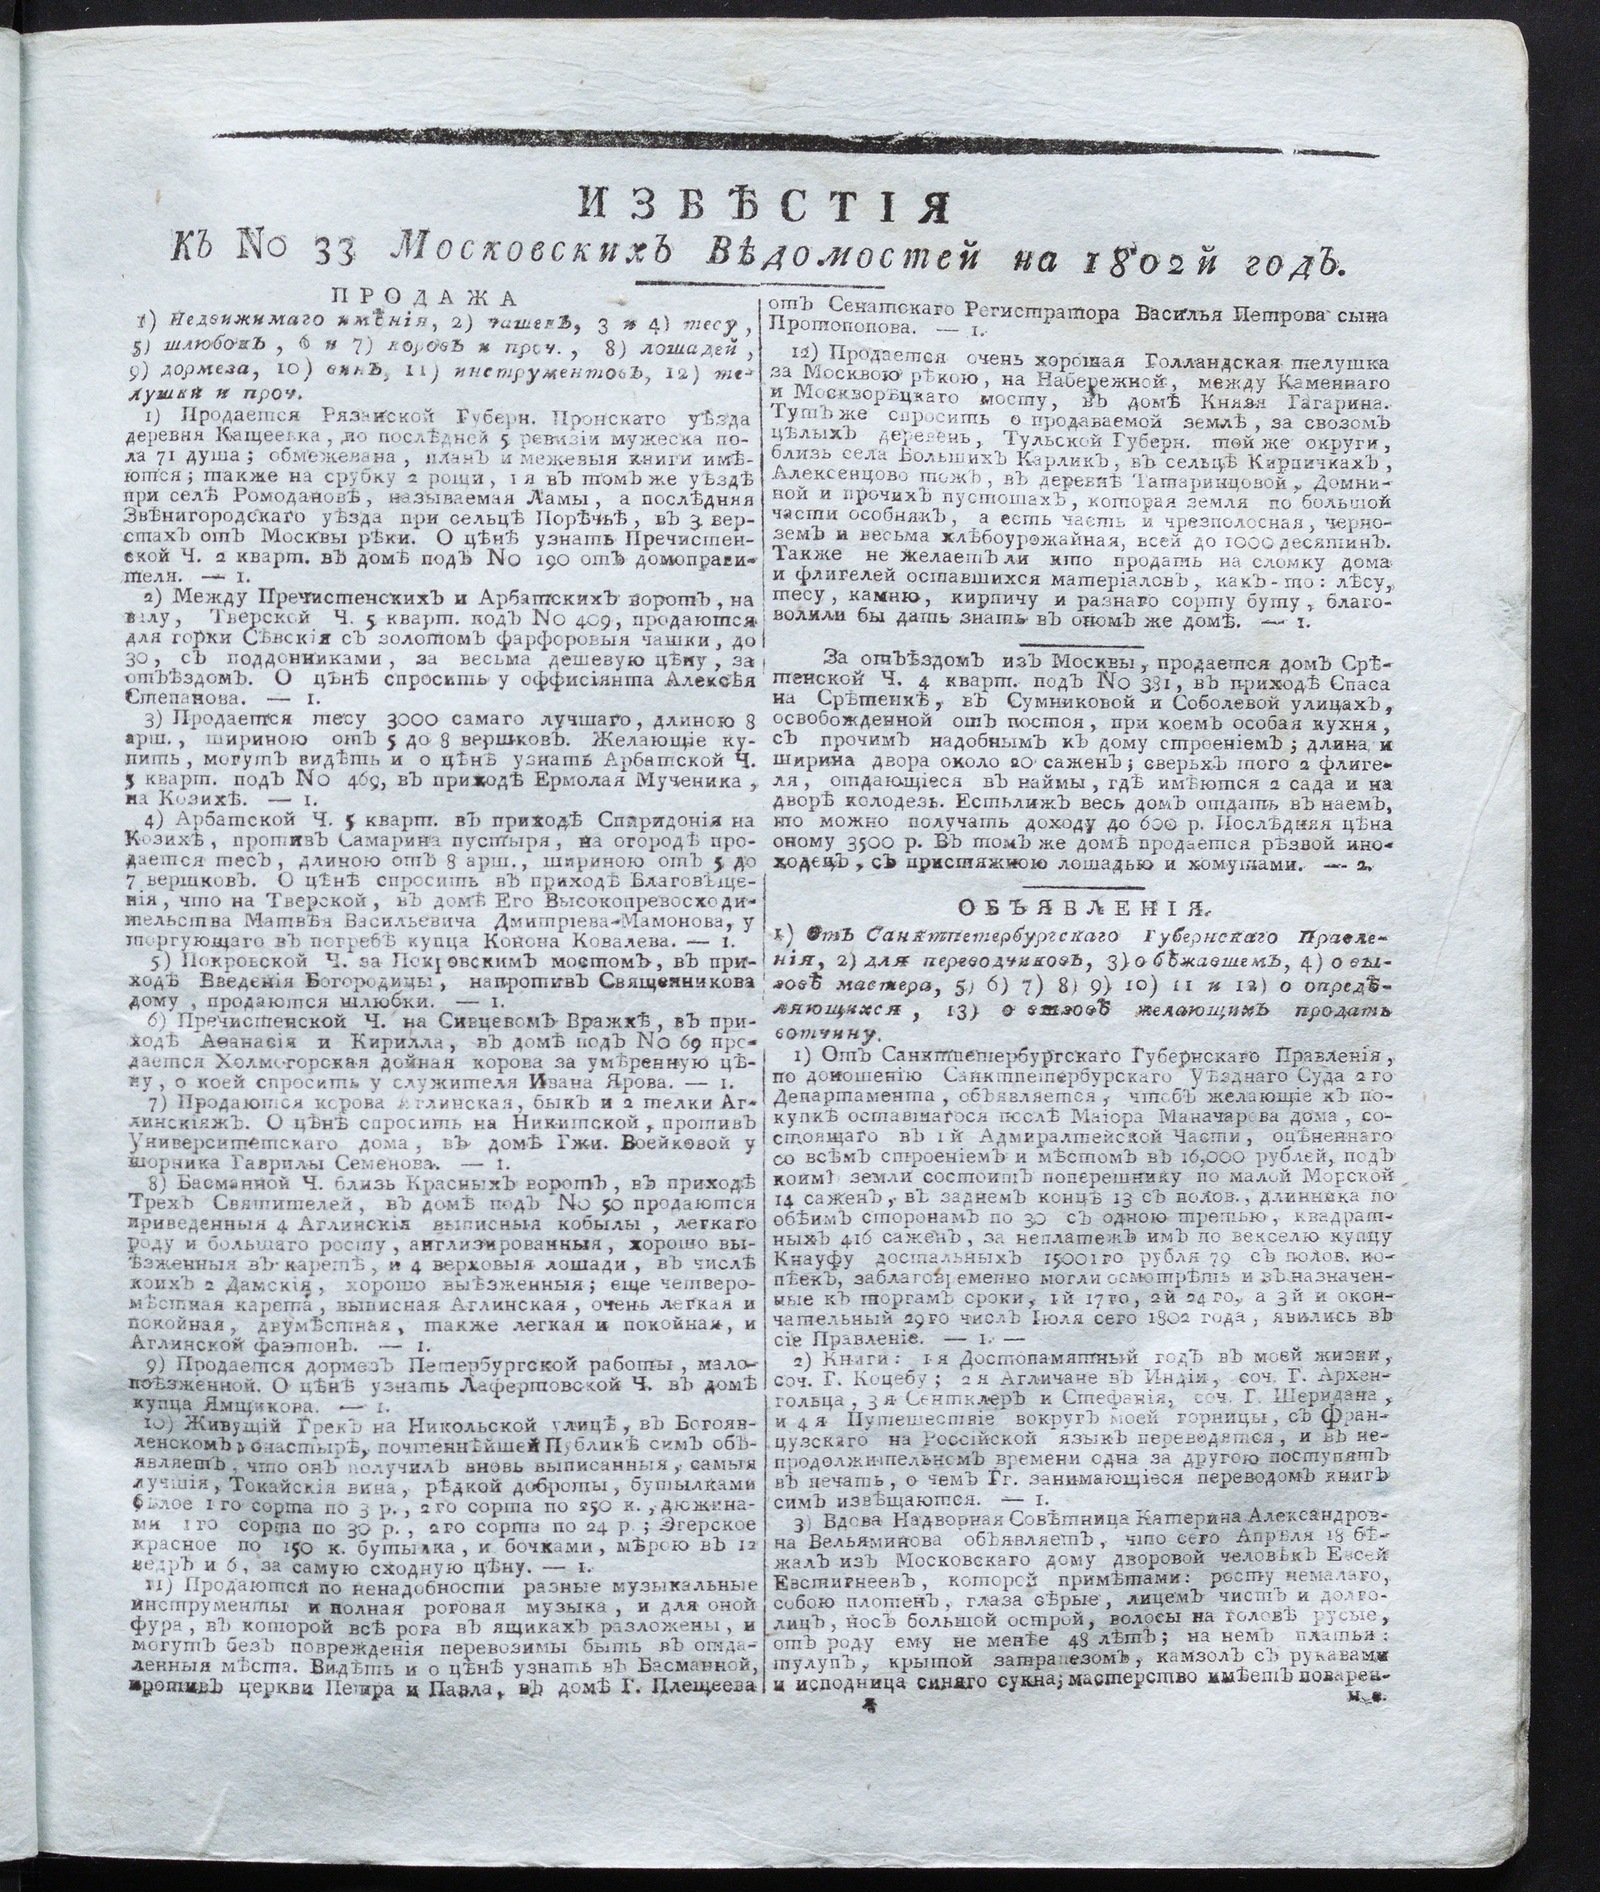 ИЗВѢСТІЯ
Къ No 33 Московскихъ Вѣдомостей на 1802й годъ.
ПРОДАЖА
1) Недвижимаго имѣнія, 2) чашекъ, 3 и 4) тесу,
5) шлюбокъ, 6 и 7) коровъ и проч., 8) лошадей,
9) дормеза, 10) винъ, 11) инструментовъ, 12) те-
лушки и проч.
1) Продается Рязанской Губерн. Пронскаго уѣзда
деревня Кащеевка, по послѣдней 5 ревизіи мужеска по-
ла 71 душа; обмежевана, планъ и межевыя книги имѣ-
ются; также на срубку 2 рощи, 1я въ томъ же уѣздѣ
при селѣ Ромодановѣ, называемая Ламы, а послѣдняя
Звѣнигородскаго уѣзда при сельцѣ Порѣчьѣ, въ 3 вер-
стахъ отъ Москвы рѣки. О цѣнѣ узнать Пречистен-
ской Ч. 2 кварт. въ домѣ подъ No 190 отъ домоправи-
теля. — 1.
2) Между Пречистенскихъ и Арбатскихъ воротъ, на
валу, Тверской Ч. 5 кварт. подъ No 409, продаются
для горки Сѣвскія съ золотомъ фарфоровыя чашки, до
30, съ поддонниками, за весьма дешевую цѣну, за
отъѣздомъ. О цѣнѣ спросить у оффисіянта Алексѣя
Степанова. — 1.
3) Продается тесу 3000 самаго лучшаго, длиною 8
арш., шириною отъ 5 до 8 вершковъ. Желающіе ку-
пить, могутъ видѣть и о цѣнѣ узнать Арбатской Ч.
5 кварт. подъ No 469, въ приходѣ Ермолая Мученика,
на Козихѣ. — 1.
4) Арбатской Ч. 5 кварт. въ приходѣ Спиридонія на
Козихѣ, противъ Самарина пустыря, на огородѣ про-
дается тесъ, длиною отъ 8 арш., шириною отъ 5 до
7 вершковъ. О цѣнѣ спросить въ приходѣ Благовѣще-
нія, что на Тверской, въ домѣ Его Высокопревосходи-
тельства Матвѣя Васильевича Дмитріева-Мамонова, у
торгующаго въ погребѣ купца Конона Ковалева. — 1.
5) Покровской Ч. за Покровскимъ мостомъ, въ при-
ходѣ Введенія Богородицы, напротивъ Священникова
дому, продаются шлюбки. — 1.
6) Пречистенской Ч. на Сивцевомъ Вражкѣ, въ при-
ходѣ Аѳанасія и Кирилла, въ домѣ подъ No 69 про-
дается Холмогорская дойная корова за умѣренную цѣ-
ну, о коей спросить у служителя Ивана Ярова. — 1.
7) Продаются корова Аглинская, быкъ и 2 телки Аг-
линскіяжъ. О цѣнѣ спросить на Никитской, противъ
Университетскаго дома, въ домѣ Гжи. Воейковой у
шорника Гаврилы Семенова. — 1.
8) Басманной Ч. близь Красныхъ воротъ, въ приходѣ
Трехъ Святителей, въ домѣ подъ No 50 продаются
приведенныя 4 Аглинскія выписныя кобылы, легкаго
роду и большаго росту, англизированныя, хорошо вы-
ѣзженныя въ каретѣ, и 4 верховыя лошади, въ числѣ
коихъ 2 Дамскія, хорошо выѣзженныя; еще четверо-
мѣстная карета, выписная Аглинская, очень легкая и
покойная, двумѣстная, также легкая и покойная, и
Аглинской фаэтонъ. — 1.
9) Продается дормезъ Петербургской работы, мало-
поѣзженной. О цѣнѣ узнать Лафертовской Ч. въ домѣ
купца Ямщикова. — 1.
10) Живущій Грекъ на Никольской улицѣ, въ Богояв-
ленскомъ монастырѣ, почтеннѣйшей Публикѣ симъ объ-
являетъ, что онъ получилъ вновь выписанныя, самыя
лучшія, Токайскія вина, рѣдкой доброты, бутылками
бѣлое 1го сорта по 3 р., 2го сорта по 250 к., дюжина-
ми 1го сорта по 30 р., 2го сорта по 24 р; Эгерское
красное по 150 к. бутылка, и бочками, мѣрою въ 12
ведръ и 6, за самую сходную цѣну. — 1.
11) Продаются по ненадобности разные музыкальные
инструменты и полная роговая музыка, и для оной
фура, въ которой всѣ рога въ ящикахъ разложены, и
могутъ безъ поврежденія перевозимы быть въ отда-
ленныя мѣста. Видѣть и о цѣнѣ узнать въ Басманной,
противъ церкви Петра и Павла, въ домѣ Г. Плещеева
отъ Сенатскаго Регистратора Василья Петрова сына
Протопопова. — 1.
12) Продается очень хорошая Голландская телушка
за Москвою рѣкою, на Набережной, между Каменнаго
и Москворѣцкаго мосту, въ домѣ Князя Гагарина.
Тутъ же спросить о продаваемой землѣ, за свозомъ
цѣлыхъ деревень, Тульской Губерн. той же округи,
близь села Большихъ Карликъ, въ сельцѣ Кирпичкахъ,
Алексенцово тожъ, въ деревнѣ Татаринцовой, Домни-
ной и прочихъ пустошахъ, которая земля по большой
части особнякъ, а есть часть и чрезполосная, черно-
земъ и весьма хлѣбоурожайная, всей до 1000 десятинъ.
Также не желаетъ ли кто продать на сломку дома
и флигелей оставшихся матеріаловъ, какъ-то: лѣсу,
тесу, камню, кирпичу и разнаго сорту буту, благо-
волили бы дать знать въ ономъ же домѣ. — 1.
За отъѣздомъ изъ Москвы, продается домъ Срѣ-
тенской Ч. 4 кварт. подъ No 381, въ приходѣ Спаса
на Срѣтенкѣ, въ Сумниковой и Соболевой улицахъ,
освобожденной отъ постоя, при коемъ особая кухня,
съ прочимъ надобнымъ къ дому строеніемъ; длина и
ширина двора около 20 саженъ; сверьхъ того 2 флиге-
ля, отдающіеся въ наймы, гдѣ имѣются 2 сада и на
дворѣ колодезь. Естьлижъ весь домъ отдать въ наемъ,
то можно получать доходу до 600 р. Послѣдняя цѣна
оному 3500 р. Въ томъ же домѣ продается рѣзвой ино-
ходецъ, съ пристяжною лошадью и хомутами. — 2.
ОБЪЯВЛЕНІЯ.
1) Отъ Санктпетербургскаго Губернскаго Правле-
нія, 2) для переводчиковъ, 3) о бѣжавшемъ, 4) о вы-
зовѣ мастера, 5) 6) 7) 8) 9) 10) 11 и 12) о опредѣ-
ляющихся, 13) о вызовѣ желающихъ продать
вотчину.
1) Отъ Санктпетербургскаго Губернскаго Правленія,
по доношенію Санктпетербургскаго Уѣзднаго Суда 2го
Департамента, объявляется, чтобъ желающіе къ по-
купкѣ оставшагося послѣ Маіора Маначарова дома, со-
стоящаго въ 1й Адмиралтейской Части, оцѣненнаго
со всѣмъ строеніемъ и мѣстомъ въ 16,000 рублей, подъ
коимъ земли состоитъ поперешнику по малой Морской
14 саженъ, въ заднемъ концѣ 13 съ полов., длинника по
обѣимъ сторонамъ по 30 съ одною третью, квадрат-
ныхъ 416 саженъ, за неплатежъ имъ по векселю купцу
Кнауфу достальныхъ 15001го рубля 79 съ полов. ко-
пѣекъ, заблаговременно могли осмотрѣть и въ назначен-
ные къ торгамъ сроки, 1й 17го, 2й 24го, а 3й и окон-
чательный 29го числъ Іюля сего 1802 года, явились въ
сіе Правленіе. — 1. —
2) Книги: 1я Достопамятный годъ въ моей жизни,
соч. Г. Коцебу; 2я Агличане въ Индіи, соч. Г. Архен-
гольца, 3я Сентклеръ и Стефанія, соч. Г. Шеридана,
и 4я Путешествіе вокругъ моей горницы, съ Фран-
цузскаго на Россійской языкъ переводятся, и въ не-
продолжительномъ времени одна за другою поступятъ
въ печать, о чемъ Гг. занимающіеся переводомъ книгъ
симъ извѣщаются. — 1.
3) Вдова Надворная Совѣтница Катерина Александров-
на Вельяминова объявляетъ, что сего Апрѣля 18 бѣ-
жалъ изъ Московскаго дому дворовой человѣкъ Евсей
Евстигнеевъ, которой примѣтами: росту немалаго,
собою плотенъ, глаза сѣрые, лицемъ чистъ и долго-
лицъ, носъ большой острой, волосы на головѣ русые,
отъ роду ему не менѣе 48 лѣтъ; на немъ платья:
тулупъ, крытой затрапезомъ, камзолъ съ рукавами
и исподница синяго сукна; мастерство имѣетъ поварен-